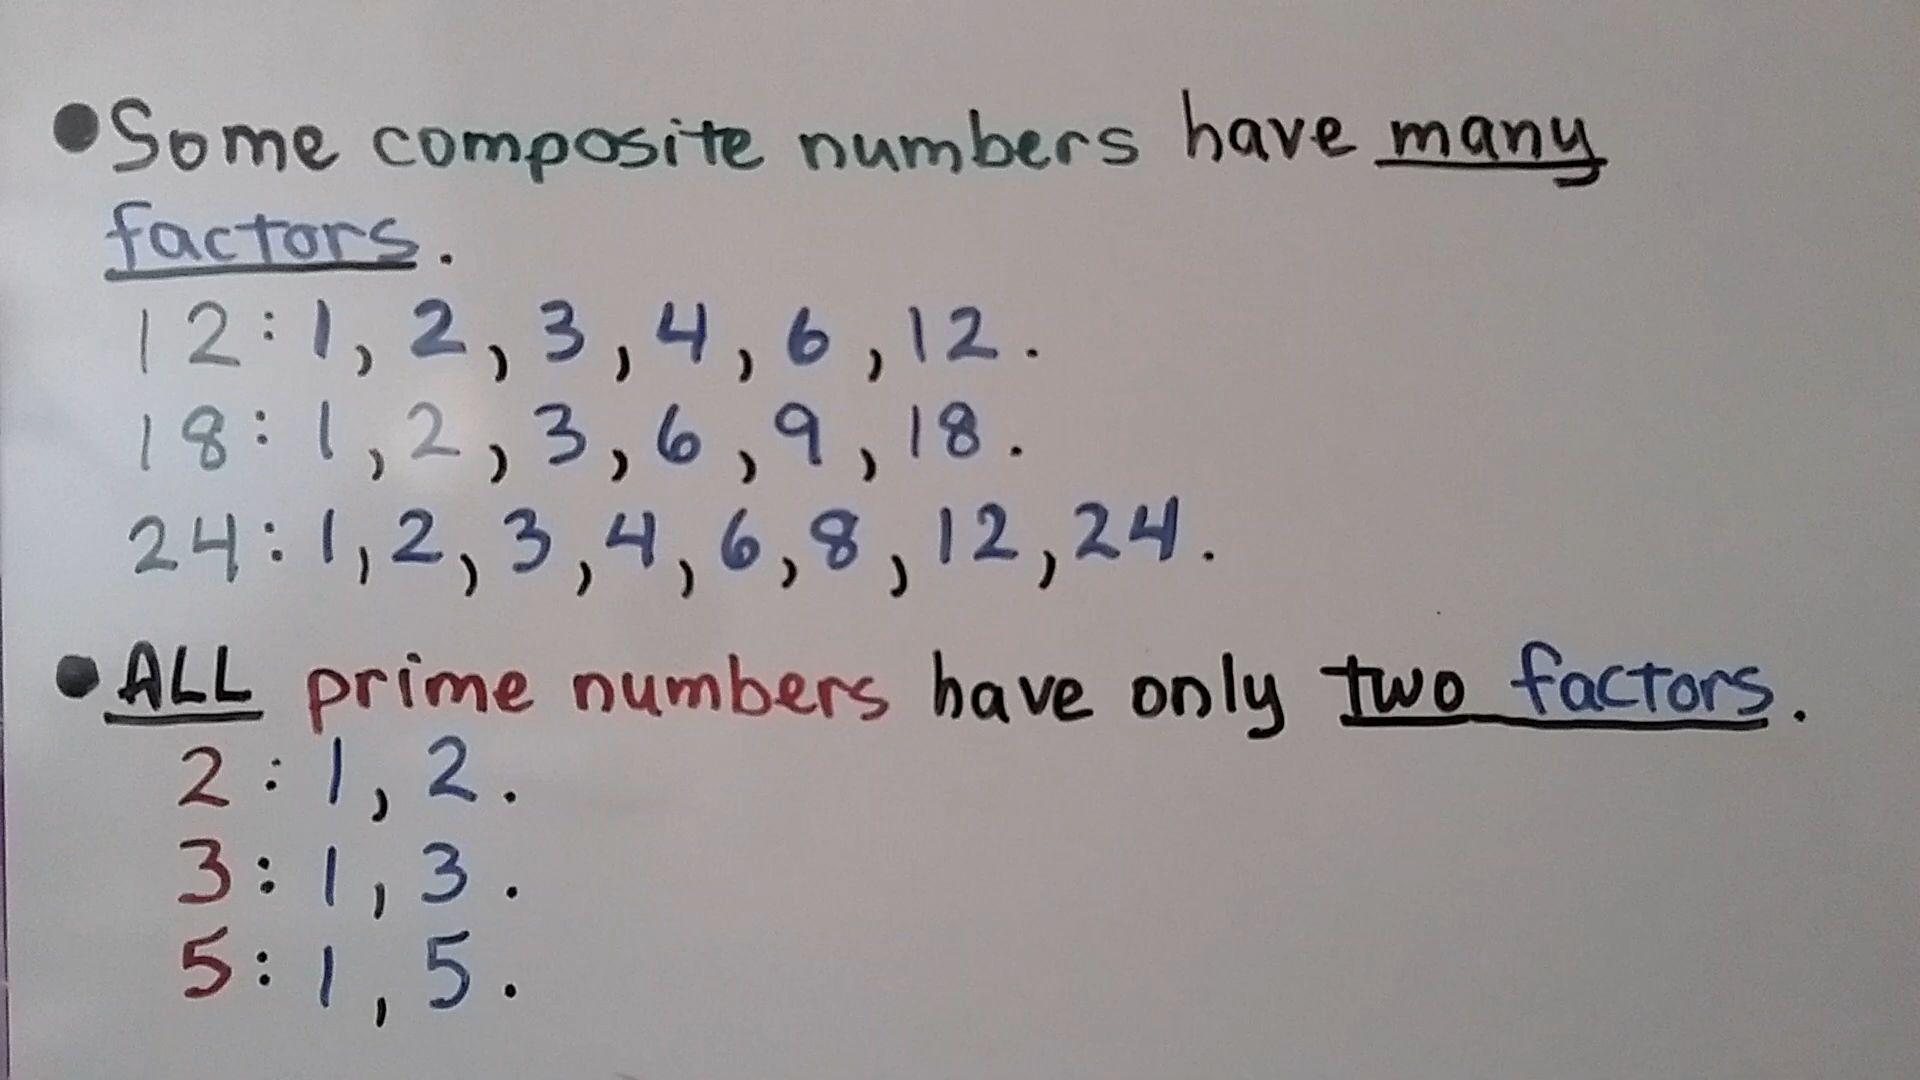 ●Some composite numbers have many
factors.
12: 1, 2, 3, 4, 6, 12.
18: 1, 2, 3, 6, 9, 18.
24: 1, 2, 3, 4, 6, 8, 12, 24.
●ALL prime numbers have only two factors.
2: 1, 2.
3: 1, 3.
5: 1, 5.